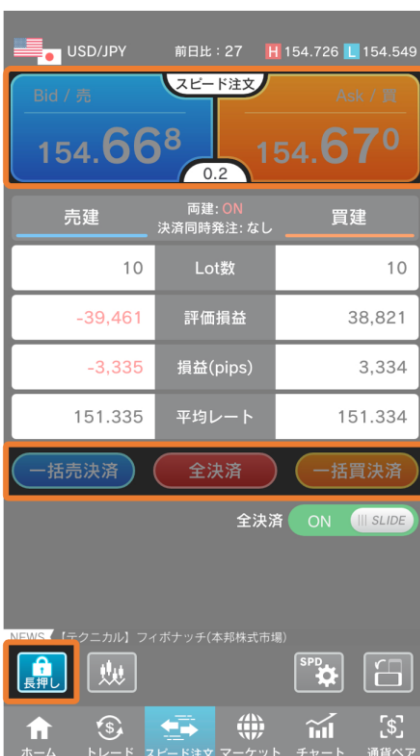 USD/JPY 前日比：27 H 154.726 L 154.549
スピード注文
Bid / 売 Ask / 買
154.668 154.670
0.2
売建 両建: ON 買建
決済同時発注: なし
10 Lot数 10
-39,461 評価損益 38,821
-3,335 損益(pips) 3,334
151.335 平均レート 151.334
一括売決済 全決済 一括買決済
全決済 ON SLIDE
NEWS 【テクニカル】フィボナッチ(本邦株式市場)
長押し SPD
ホーム トレード スピード注文 マーケット チャート 通貨ペア